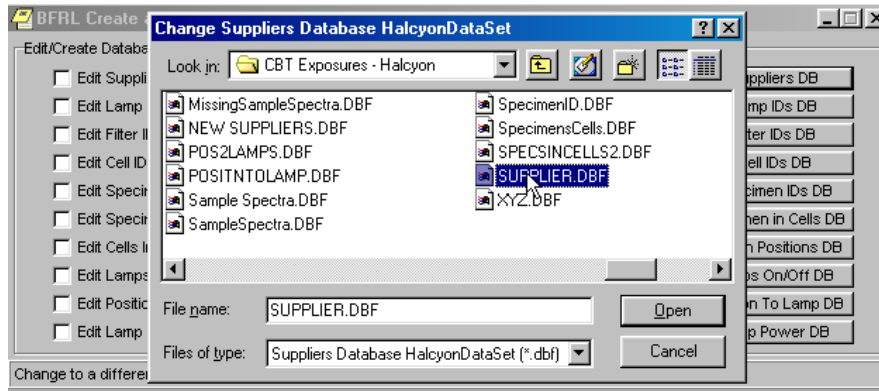 BFRL Create
Change Suppliers Database HalcyonDataSet
Edit/Create Databa
Look in: CBT Exposures - Halcyon
Edit Suppli
Edit Lamp
Edit Filter I
Edit Cell ID
Edit Specim
Edit Speci
Edit Cells I
Edit Lamps
Edit Positio
Edit Lamp
MissingSampleSpectra.DBF
NEW SUPPLIERS.DBF
POS2LAMPS.DBF
POSITNTOLAMP.DBF
Sample Spectra.DBF
SampleSpectra.DBF
SpecimenID.DBF
SpecimensCells.DBF
SPECSINCELLS2.DBF
SUPPLIER.DBF
XYZ.DBF
ppliers DB
mp IDs DB
ter IDs DB
ell IDs DB
cimen IDs DB
men in Cells DB
n Positions DB
ps On/Off DB
on To Lamp DB
p Power DB
File name: SUPPLIER.DBF
Open
Files of type: Suppliers Database HalcyonDataSet (*.dbf)
Cancel
Change to a differe